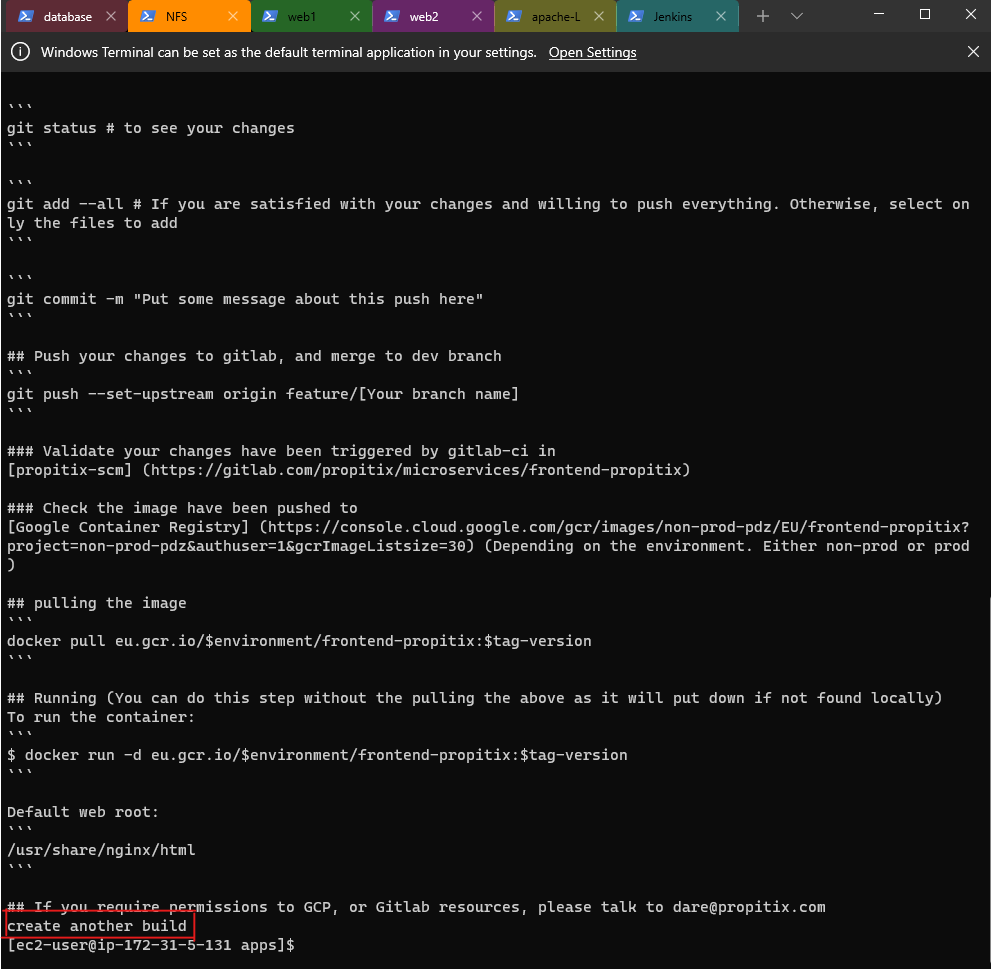 database NFS web1 web2 apache-L Jenkins
Windows Terminal can be set as the default terminal application in your settings. Open Settings
```
git status # to see your changes
```
```
git add --all # If you are satisfied with your changes and willing to push everything. Otherwise, select on
ly the files to add
```
```
git commit -m "Put some message about this push here"
```
## Push your changes to gitlab, and merge to dev branch
```
git push --set-upstream origin feature/[Your branch name]
```
### Validate your changes have been triggered by gitlab-ci in
[propitix-scm] (https://gitlab.com/propitix/microservices/frontend-propitix)
### Check the image have been pushed to
[Google Container Registry] (https://console.cloud.google.com/gcr/images/non-prod-pdz/EU/frontend-propitix?
project=non-prod-pdz&authuser=1&gcrImageListsize=30) (Depending on the environment. Either non-prod or prod
)
## pulling the image
```
docker pull eu.gcr.io/$environment/frontend-propitix:$tag-version
```
## Running (You can do this step without the pulling the above as it will put down if not found locally)
To run the container:
```
$ docker run -d eu.gcr.io/$environment/frontend-propitix:$tag-version
```
Default web root:
```
/usr/share/nginx/html
```
## If you require permissions to GCP, or Gitlab resources, please talk to dare@propitix.com
create another build
[ec2-user@ip-172-31-5-131 apps]$